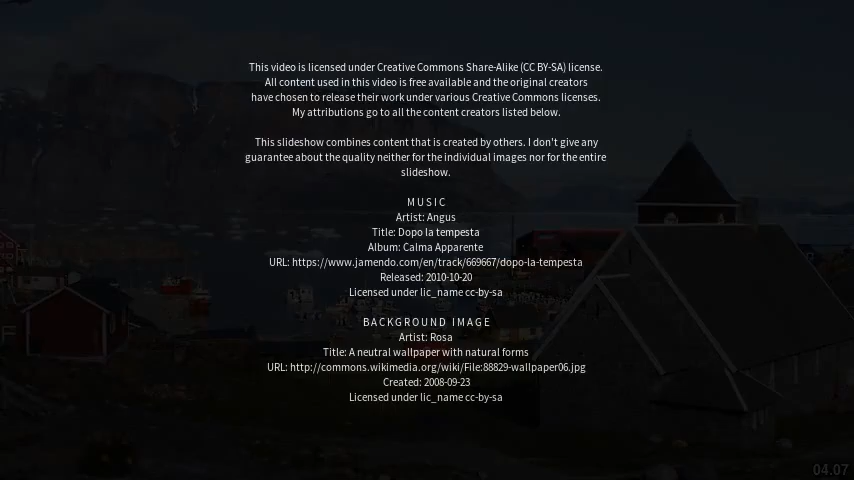 This video is licensed under Creative Commons Share-Alike (CC BY-SA) license.
All content used in this video is free available and the original creators
have chosen to release their work under various Creative Commons licenses.
My attributions go to all the content creators listed below.
This slideshow combines content that is created by others. I don't give any
guarantee about the quality neither for the individual images nor for the entire
slideshow.
MUSIC
Artist: Angus
Title: Dopo la tempesta
Album: Calma Apparente
URL: https://www.jamendo.com/en/track/669667/dopo-la-tempesta
Released: 2010-10-20
Licensed under lic_name cc-by-sa
BACKGROUND IMAGE
Artist: Rosa
Title: A neutral wallpaper with natural forms
URL: http://commons.wikimedia.org/wiki/File:88829-wallpaper06.jpg
Created: 2008-09-23
Licensed under lic_name cc-by-sa
04.07